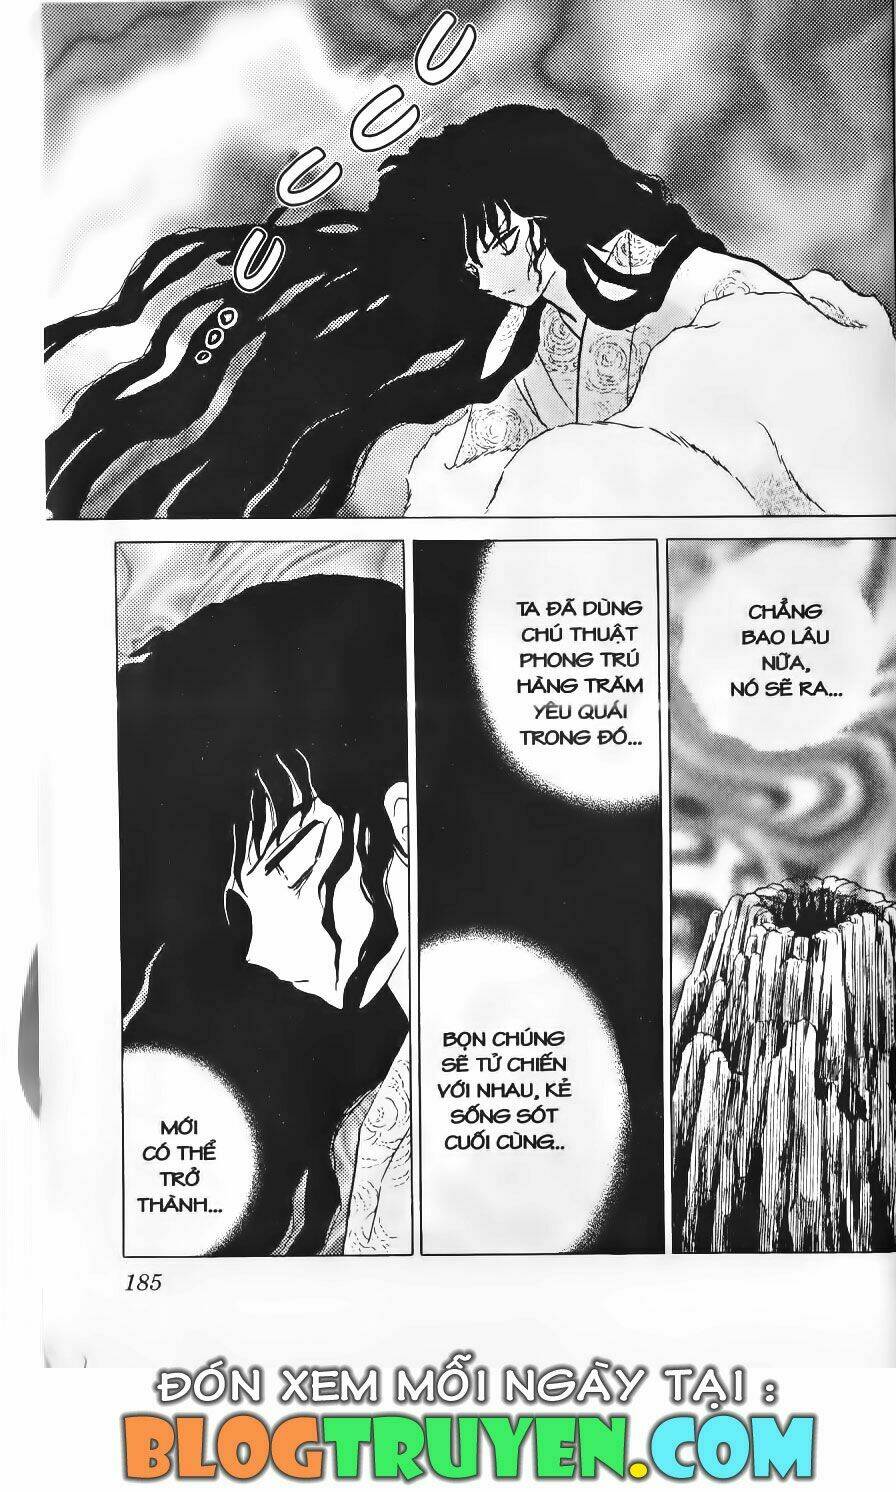 U U U U U U U
...
CHẲNG
BAO LÂU
NỮA,
NÓ SẼ RA...
TA ĐÃ DÙNG
CHÚ THUẬT
PHONG TRÚ
HÀNG TRĂM
YÊU QUÁI
TRONG ĐÓ...
BỌN CHÚNG
SẼ TỬ CHIẾN
VỚI NHAU, KẺ
SỐNG SÓT
CUỐI CÙNG...
MỚI
CÓ THỂ
TRỞ
THÀNH...
185
ĐÓN XEM MỖI NGÀY TẠI :
BLOGTRUYEN.COM